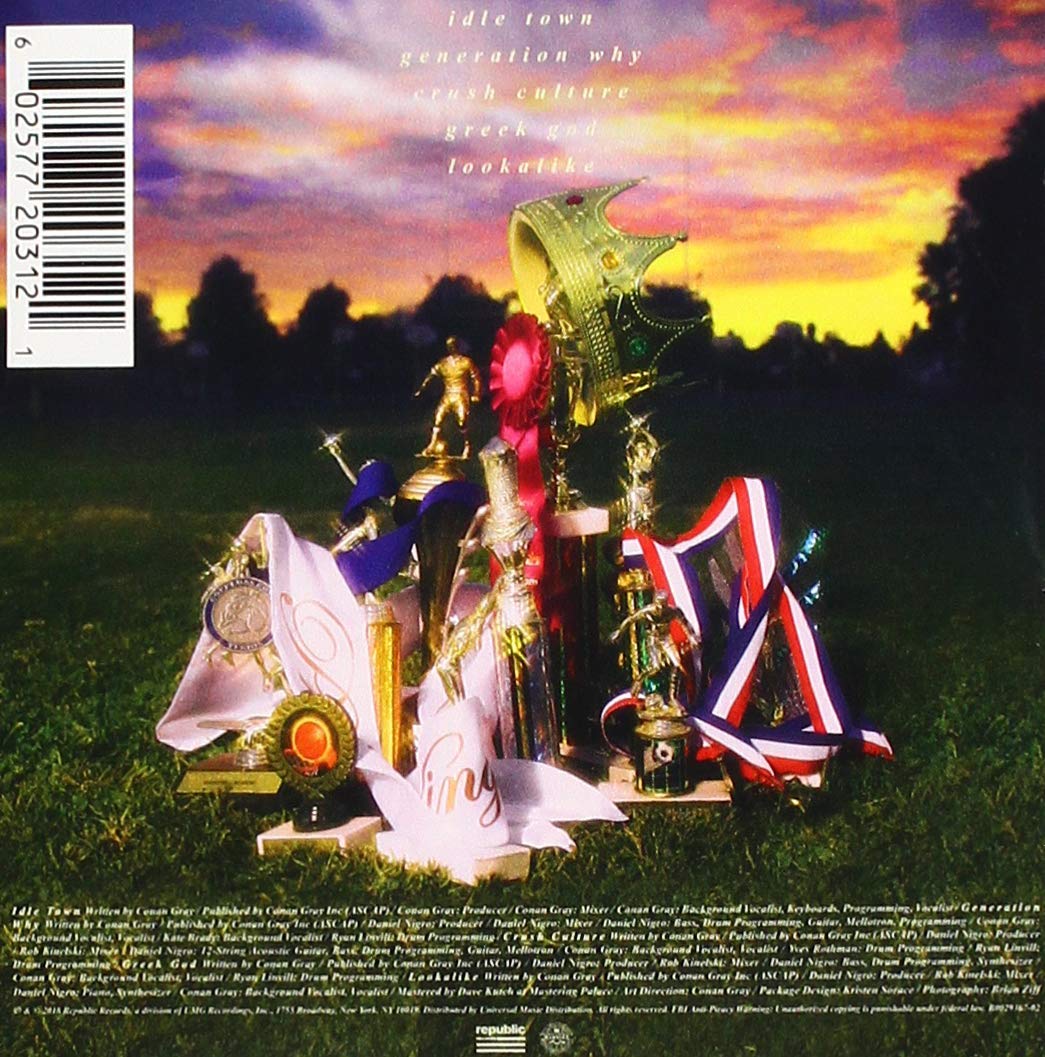 idle town
generation why
crush culture
greek god
lookalike
6 02577 20312 1
Idle Town Written by Conan Gray / Published by Conan Gray Inc (ASCAP) / Conan Gray: Producer / Conan Gray: Mixer / Conan Gray: Background Vocalist, Keyboards, Programming, Vocalist / Generation
Why Written by Conan Gray / Published by Conan Gray Inc (ASCAP) / Daniel Nigro: Producer / Daniel Nigro: Mixer / Daniel Nigro: Bass, Drum Programming, Guitar, Mellotron, Programming / Conan Gray:
Background Vocalist, Vocalist / Kate Brady: Background Vocalist / Ryan Linvill: Drum Programming / Crush Culture Written by Conan Gray / Published by Conan Gray Inc (ASCAP) / Daniel Nigro: Producer
/ Rob Kinelski: Mixer / Daniel Nigro: 12-String Acoustic Guitar, Bass, Drum Programming, Guitar, / Conan Gray: Background Vocalist, Vocalist / Yves Rothman: Drum Programming / Ryan Linvill:
Drum Programming / Greek God Written by Conan Gray / Published by Conan Gray Inc (ASCAP) / Daniel Nigro: Producer / Rob Kinelski: Mixer / Daniel Nigro: Bass, Drum Programming, Synthesizer /
Conan Gray: Background Vocalist, Vocalist / Ryan Linvill: Drum Programming / Lookalike Written by Conan Gray / Published by Conan Gray Inc (ASCAP) / Daniel Nigro: Producer / Rob Kinelski: Mixer /
Daniel Nigro: Piano, Synthesizer / Conan Gray: Background Vocalist, Vocalist / Mastered by Dave Kutch at Mastering Palace / Art Direction: Conan Gray / Package Design: Kristen Sorace / Photography: Brian Ziff
℗ & © 2018 Republic Records, a division of UMG Recordings, Inc., 1755 Broadway, New York, NY 10019. Distributed by Universal Music Distribution. All rights reserved. FBI Anti-Piracy Warning: Unauthorized copying is punishable under federal law. B0029367-02
republic